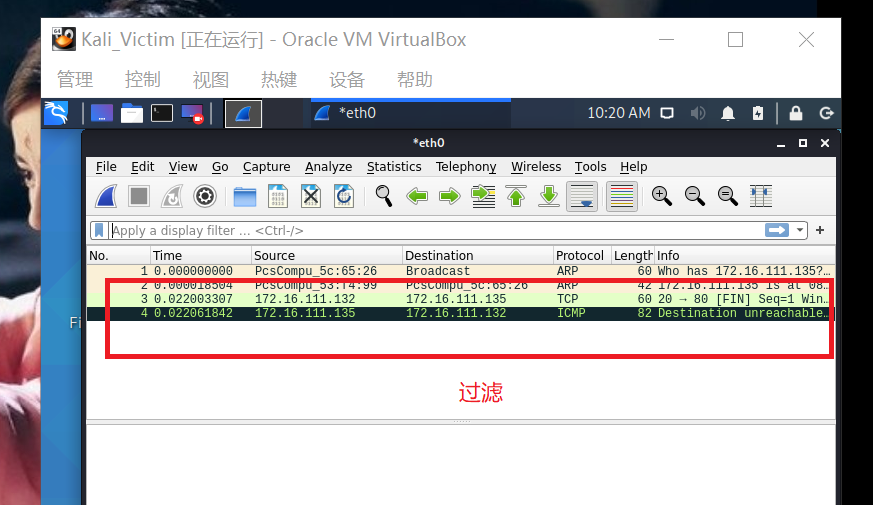 Kali_Victim [正在运行] - Oracle VM VirtualBox
管理 控制 视图 热键 设备 帮助
*eth0 10:20 AM
*eth0
File Edit View Go Capture Analyze Statistics Telephony Wireless Tools Help
Apply a display filter … <Ctrl-/>
No. Time Source Destination Protocol Length Info
1 0.000000000 PcsCompu_5c:65:26 Broadcast ARP 60 Who has 172.16.111.135?…
2 0.000018504 PcsCompu_53:f4:99 PcsCompu_5c:65:26 ARP 42 172.16.111.135 is at 08…
3 0.022003307 172.16.111.132 172.16.111.135 TCP 60 20 → 80 [FIN] Seq=1 Win…
4 0.022061842 172.16.111.135 172.16.111.132 ICMP 82 Destination unreachable…
Fi
过滤